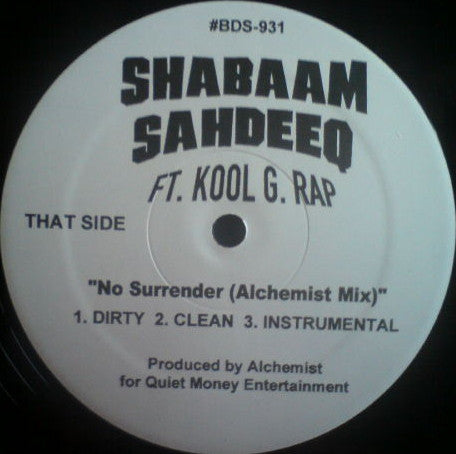 #BDS-931
SHABAAM
SAHDEEQ
FT. KOOL G. RAP
THAT SIDE
"No Surrender (Alchemist Mix)"
1. DIRTY 2. CLEAN 3. INSTRUMENTAL
Produced by Alchemist
for Quiet Money Entertainment